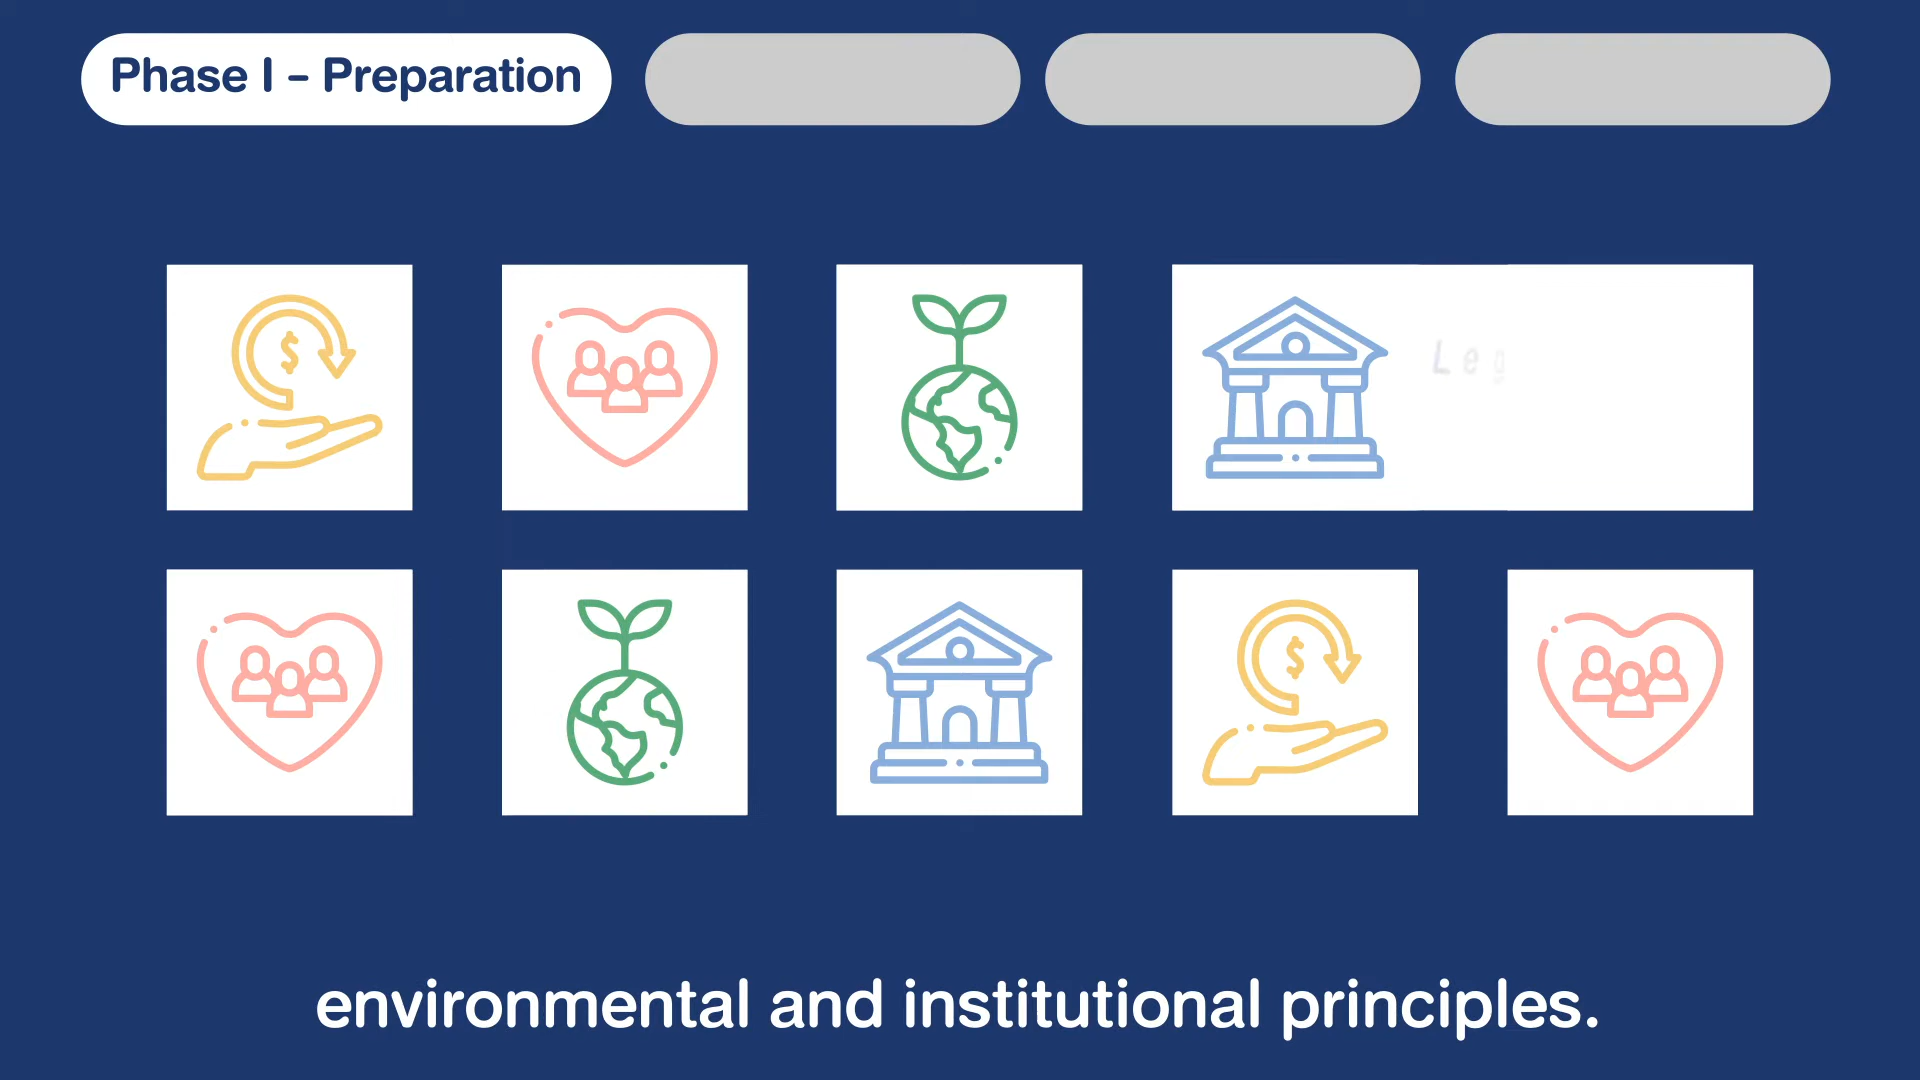 Phase I - Preparation
$
$
environmental and institutional principles.